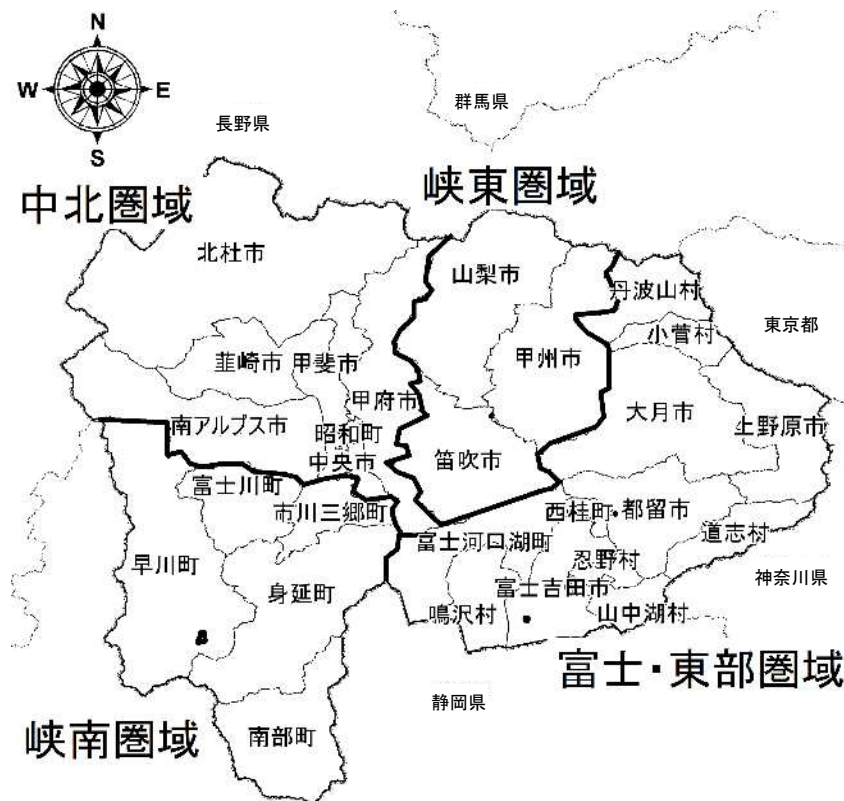 N
W
E
S
群馬県
長野県
峡東圏域
中北圏域
北杜市
山梨市
丹波山村
小菅村
東京都
韮崎市
甲斐市
甲州市
甲府市
大月市
南アルプス市
昭和町
上野原市
中央市
笛吹市
富士川町
市川三郷町
西桂町
都留市
道志村
富士河口湖町
早川町
忍野村
神奈川県
身延町
富士吉田市
鳴沢村
山中湖村
富士・東部圏域
静岡県
峡南圏域
南部町